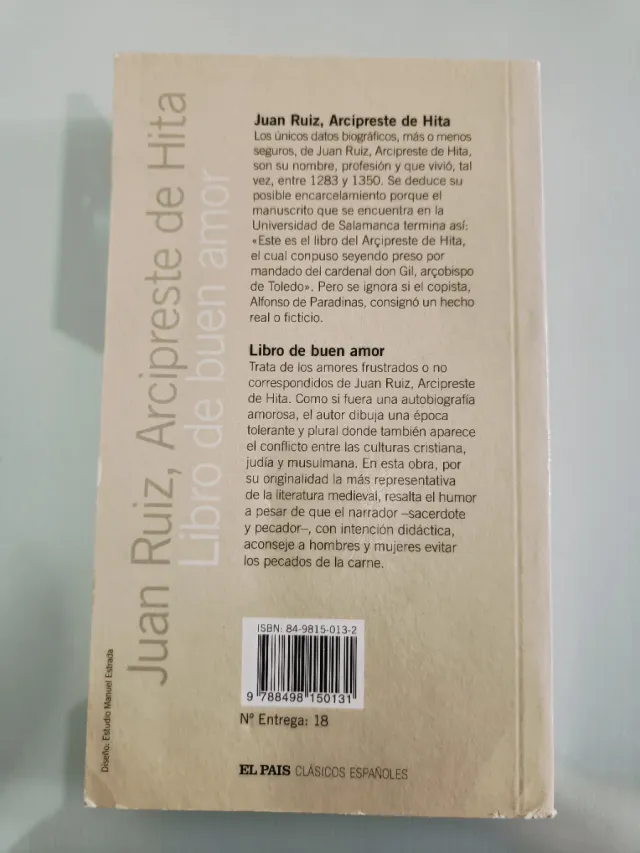 Juan Ruiz, Arcipreste de Hita
Libro de buen amor
Juan Ruiz, Arcipreste de Hita
Los únicos datos biográficos, más o menos
seguros, de Juan Ruiz, Arcipreste de Hita,
son su nombre, profesión y que vivió, tal
vez, entre 1283 y 1350. Se deduce su
posible encarcelamiento porque el
manuscrito que se encuentra en la
Universidad de Salamanca termina así:
«Este es el libro del Arçipreste de Hita,
el cual conpuso seyendo preso por
mandado del cardenal don Gil, arçobispo
de Toledo». Pero se ignora si el copista,
Alfonso de Paradinas, consignó un hecho
real o ficticio.
Libro de buen amor
Trata de los amores frustrados o no
correspondidos de Juan Ruiz, Arcipreste
de Hita. Como si fuera una autobiografía
amorosa, el autor dibuja una época
tolerante y plural donde también aparece
el conflicto entre las culturas cristiana,
judía y musulmana. En esta obra, por
su originalidad la más representativa
de la literatura medieval, resalta el humor
a pesar de que el narrador –sacerdote
y pecador–, con intención didáctica,
aconseje a hombres y mujeres evitar
los pecados de la carne.
ISBN: 84-9815-013-2
9 788498 150131
Nº Entrega: 18
EL PAIS CLÁSICOS ESPAÑOLES
Diseño: Estudio Manuel Estrada